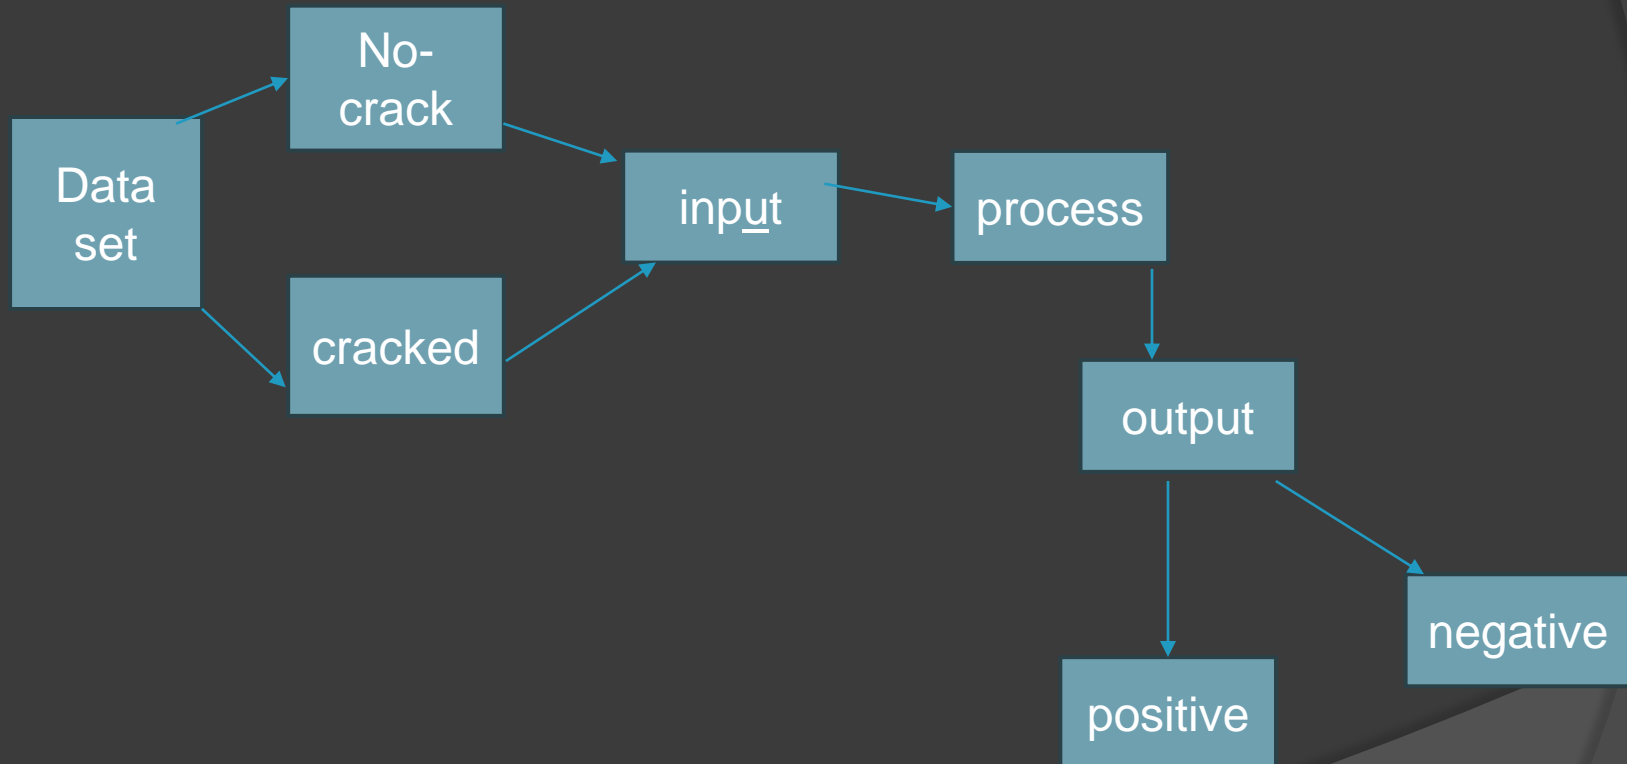 No-
crack
Data
set
input
process
cracked
output
negative
positive